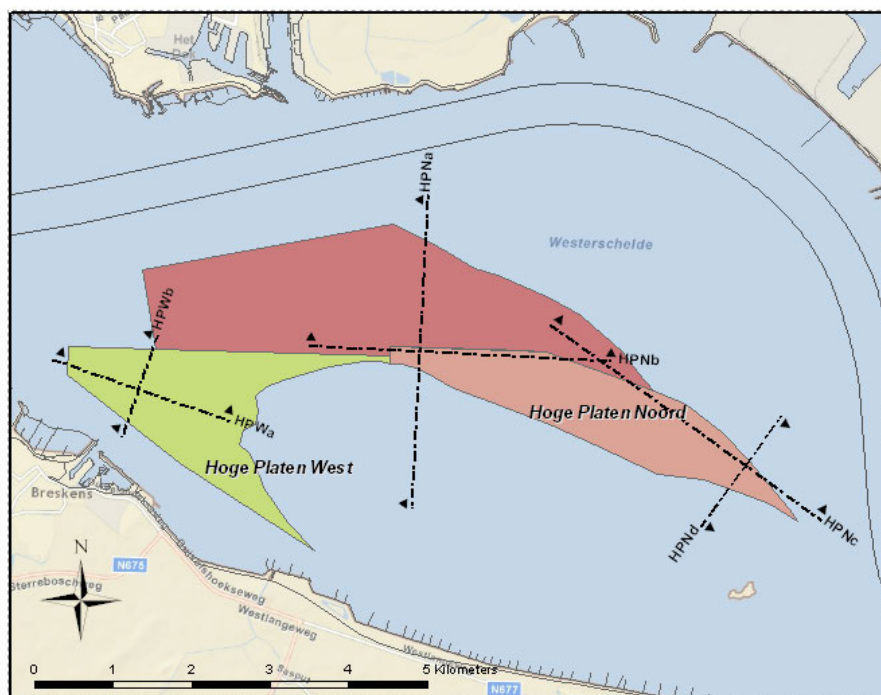 Het
HPNa
Westerschelde
HPWb
HPNb
HPWa
Hoge Platen Noord
Hoge Platen West
HPNd
HPNc
Breskens
N
N675
Westlangeweg
0 1 2 3 4 5 Kilometers
N677